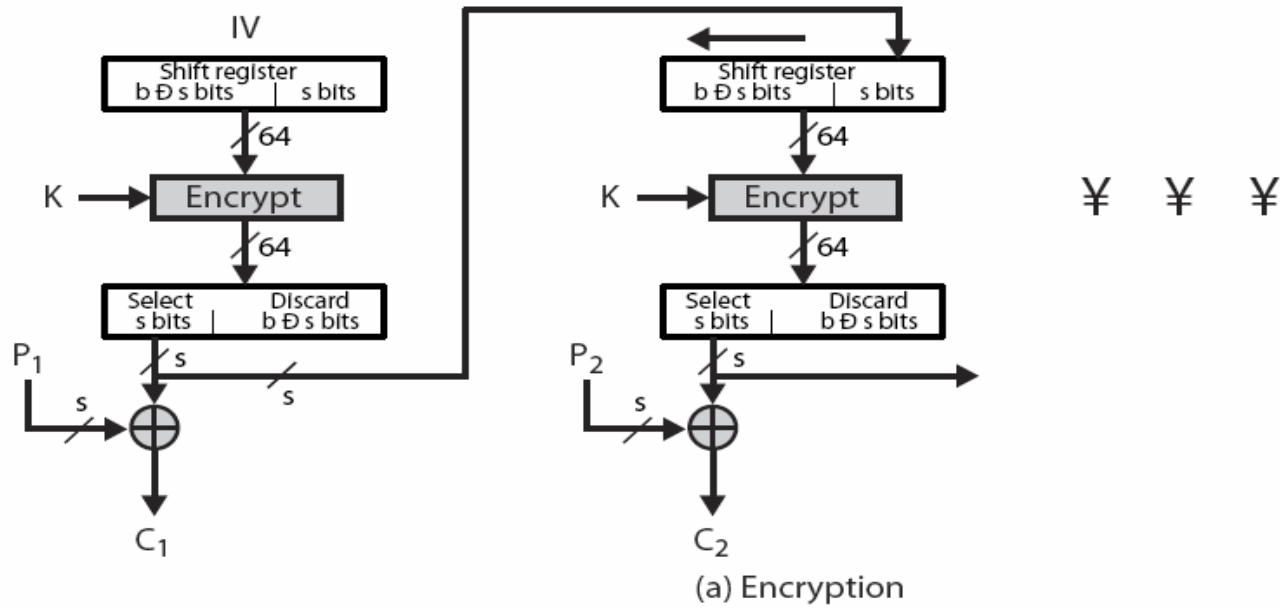 IV
Shift register
b Ð s bits | s bits
64
K
Encrypt
64
Select Discard
s bits | b Ð s bits
P1
s
s
s
C1
Shift register
b Ð s bits | s bits
64
K
Encrypt
64
Select Discard
s bits | b Ð s bits
P2
s
s
C2
¥ ¥ ¥
(a) Encryption